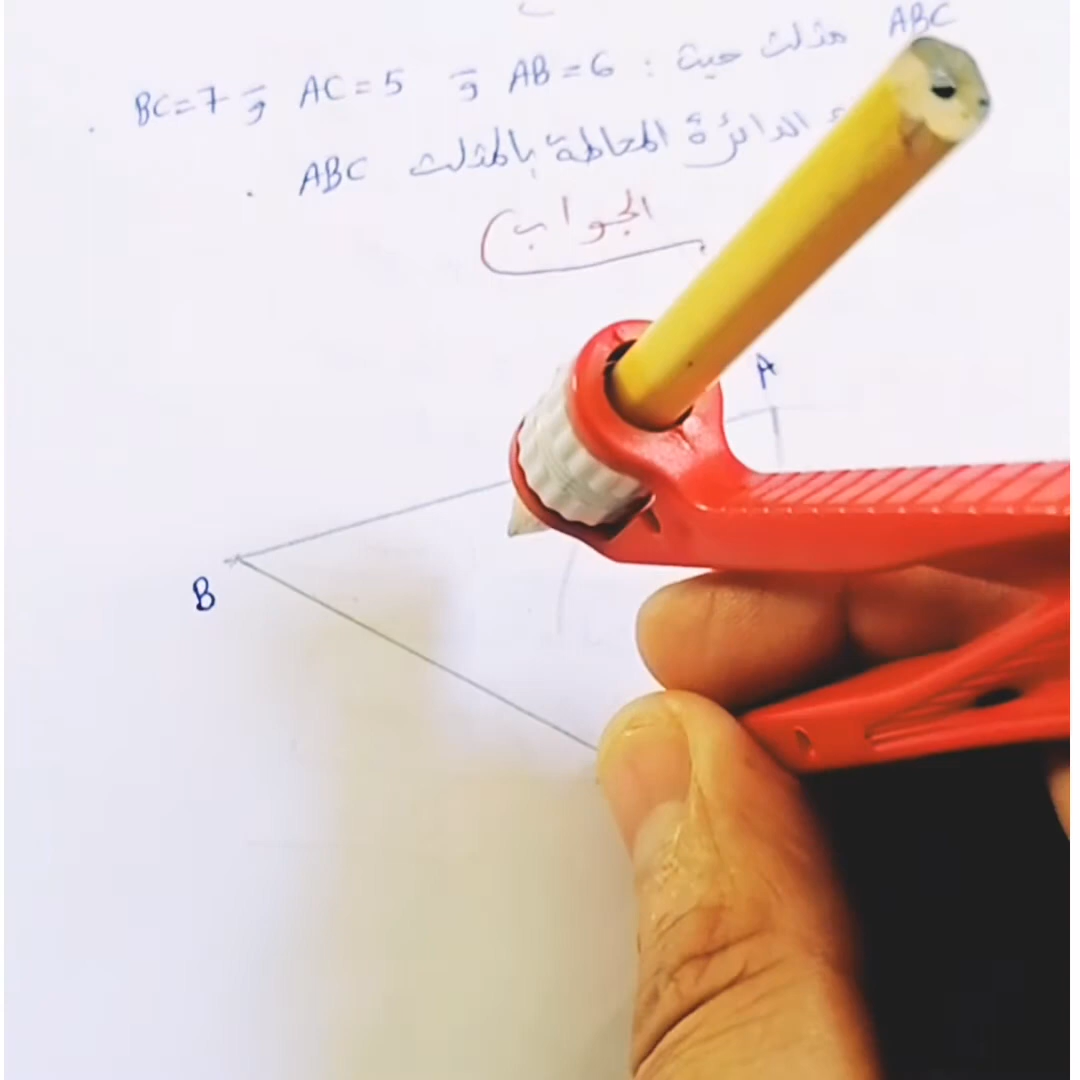 ABC مثلث حيث : AB = 6 و AC = 5 و BC = 7 .
الدائرة المحاطة بالمثلث ABC .
الجواب
A
B